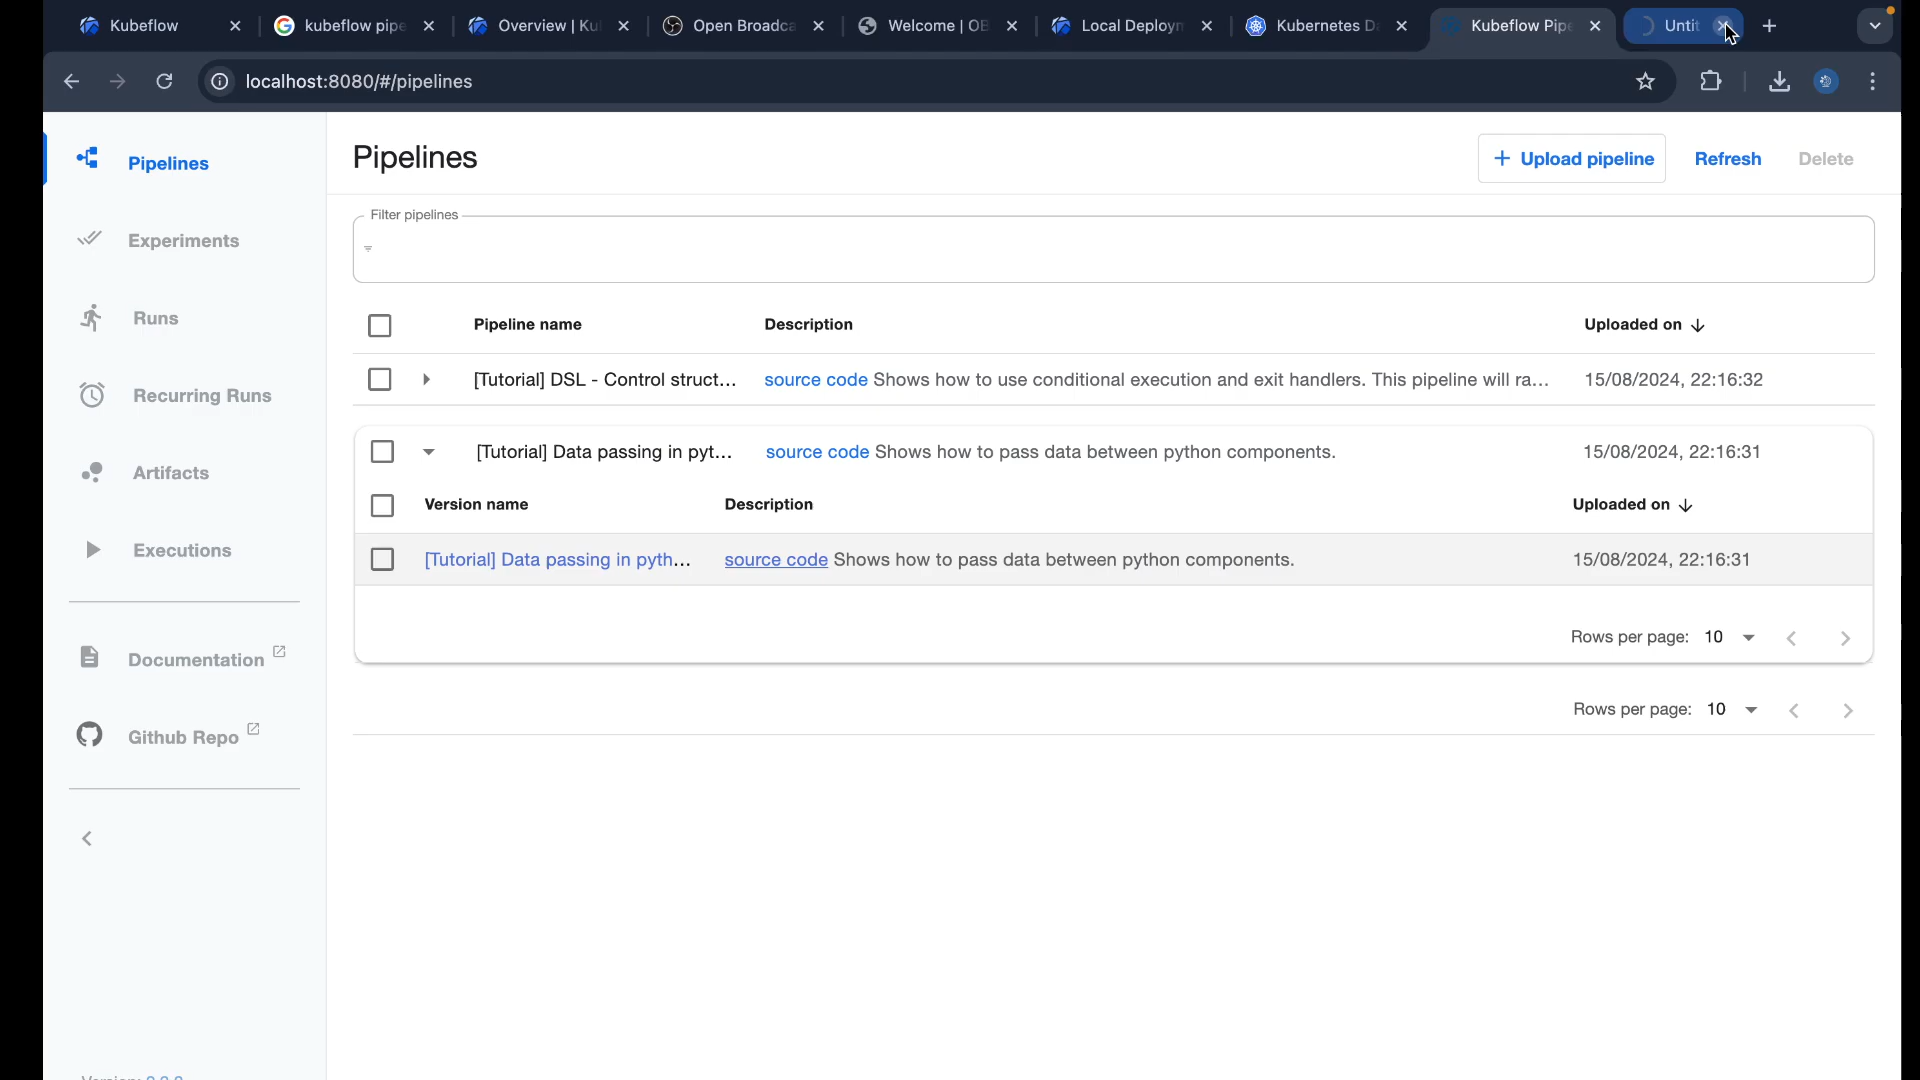 Kubeflow
kubeflow pipe
Overview | Ku
Open Broadca
Welcome | OB
Local Deploym
Kubernetes Da
Kubeflow Pipe
Untit
localhost:8080/#/pipelines
Pipelines
Experiments
Runs
Recurring Runs
Artifacts
Executions
Documentation
Github Repo
Pipelines
+ Upload pipeline
Refresh
Delete
Filter pipelines
Pipeline name Description Uploaded on
[Tutorial] DSL - Control struct... source code Shows how to use conditional execution and exit handlers. This pipeline will ra... 15/08/2024, 22:16:32
[Tutorial] Data passing in pyt... source code Shows how to pass data between python components. 15/08/2024, 22:16:31
Version name Description Uploaded on
[Tutorial] Data passing in pyth... source code Shows how to pass data between python components. 15/08/2024, 22:16:31
Rows per page: 10
Rows per page: 10